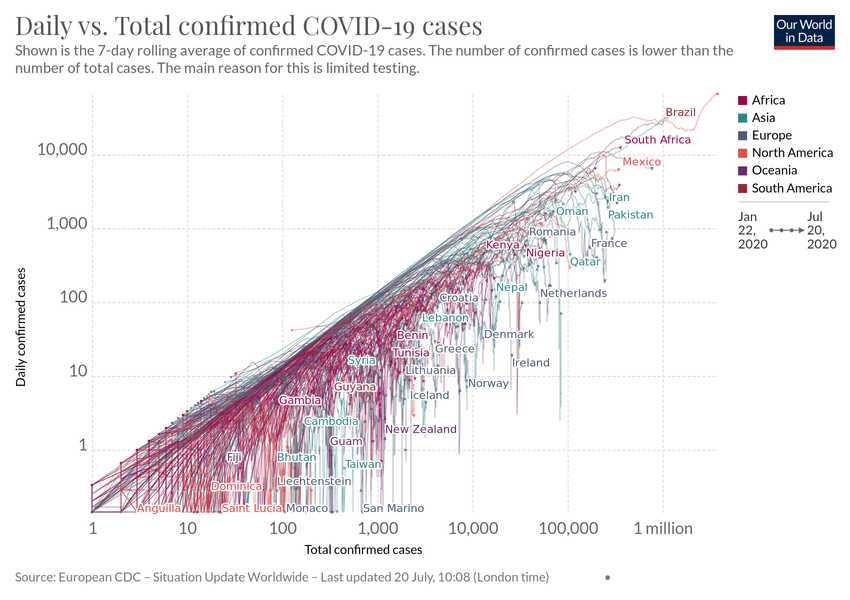 Daily vs. Total confirmed COVID-19 cases
Our World
in Data
Shown is the 7-day rolling average of confirmed COVID-19 cases. The number of confirmed cases is lower than the
number of total cases. The main reason for this is limited testing.
Africa
Asia
Europe
North America
Oceania
South America
Jan
22,
2020
Jul
20,
2020
Daily confirmed cases
10,000
1,000
100
10
1
Brazil
South Africa
Mexico
Iran
Oman
Pakistan
Romania
Kenya
France
Nigeria
Qatar
Nepal
Netherlands
Croatia
Lebanon
Benin
Denmark
Greece
Tunisia
Syria
Ireland
Lithuania
Norway
Guyana
Iceland
Gambia
Cambodia
New Zealand
Guam
Fiji
Bhutan
Taiwan
Liechtenstein
Dominica
Anguilla
Saint Lucia
Monaco
San Marino
1
10
100
1,000
10,000
100,000
1 million
Total confirmed cases
Source: European CDC – Situation Update Worldwide – Last updated 20 July, 10:08 (London time)